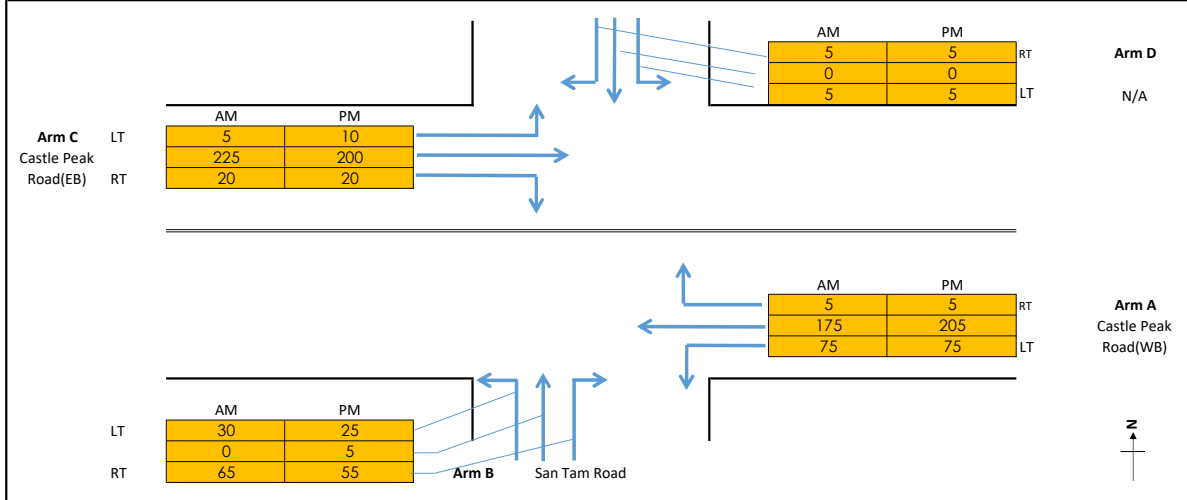 AM PM
5 5 RT Arm D
0 0
5 5 LT N/A
AM PM
Arm C LT 5 10
Castle Peak 225 200
Road(EB) RT 20 20
AM PM
5 5 RT Arm A
175 205 Castle Peak
75 75 LT Road(WB)
AM PM
LT 30 25
0 5
RT 65 55 Arm B San Tam Road
N